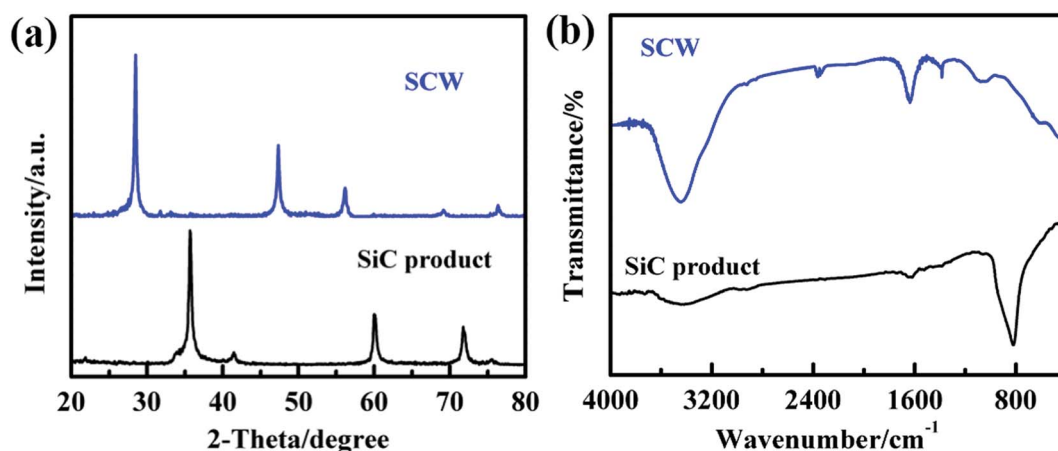 (a)
SCW
SiC product
Intensity/a.u.
20 30 40 50 60 70 80
2-Theta/degree
(b)
SCW
SiC product
Transmittance/%
4000 3200 2400 1600 800
Wavenumber/cm⁻¹